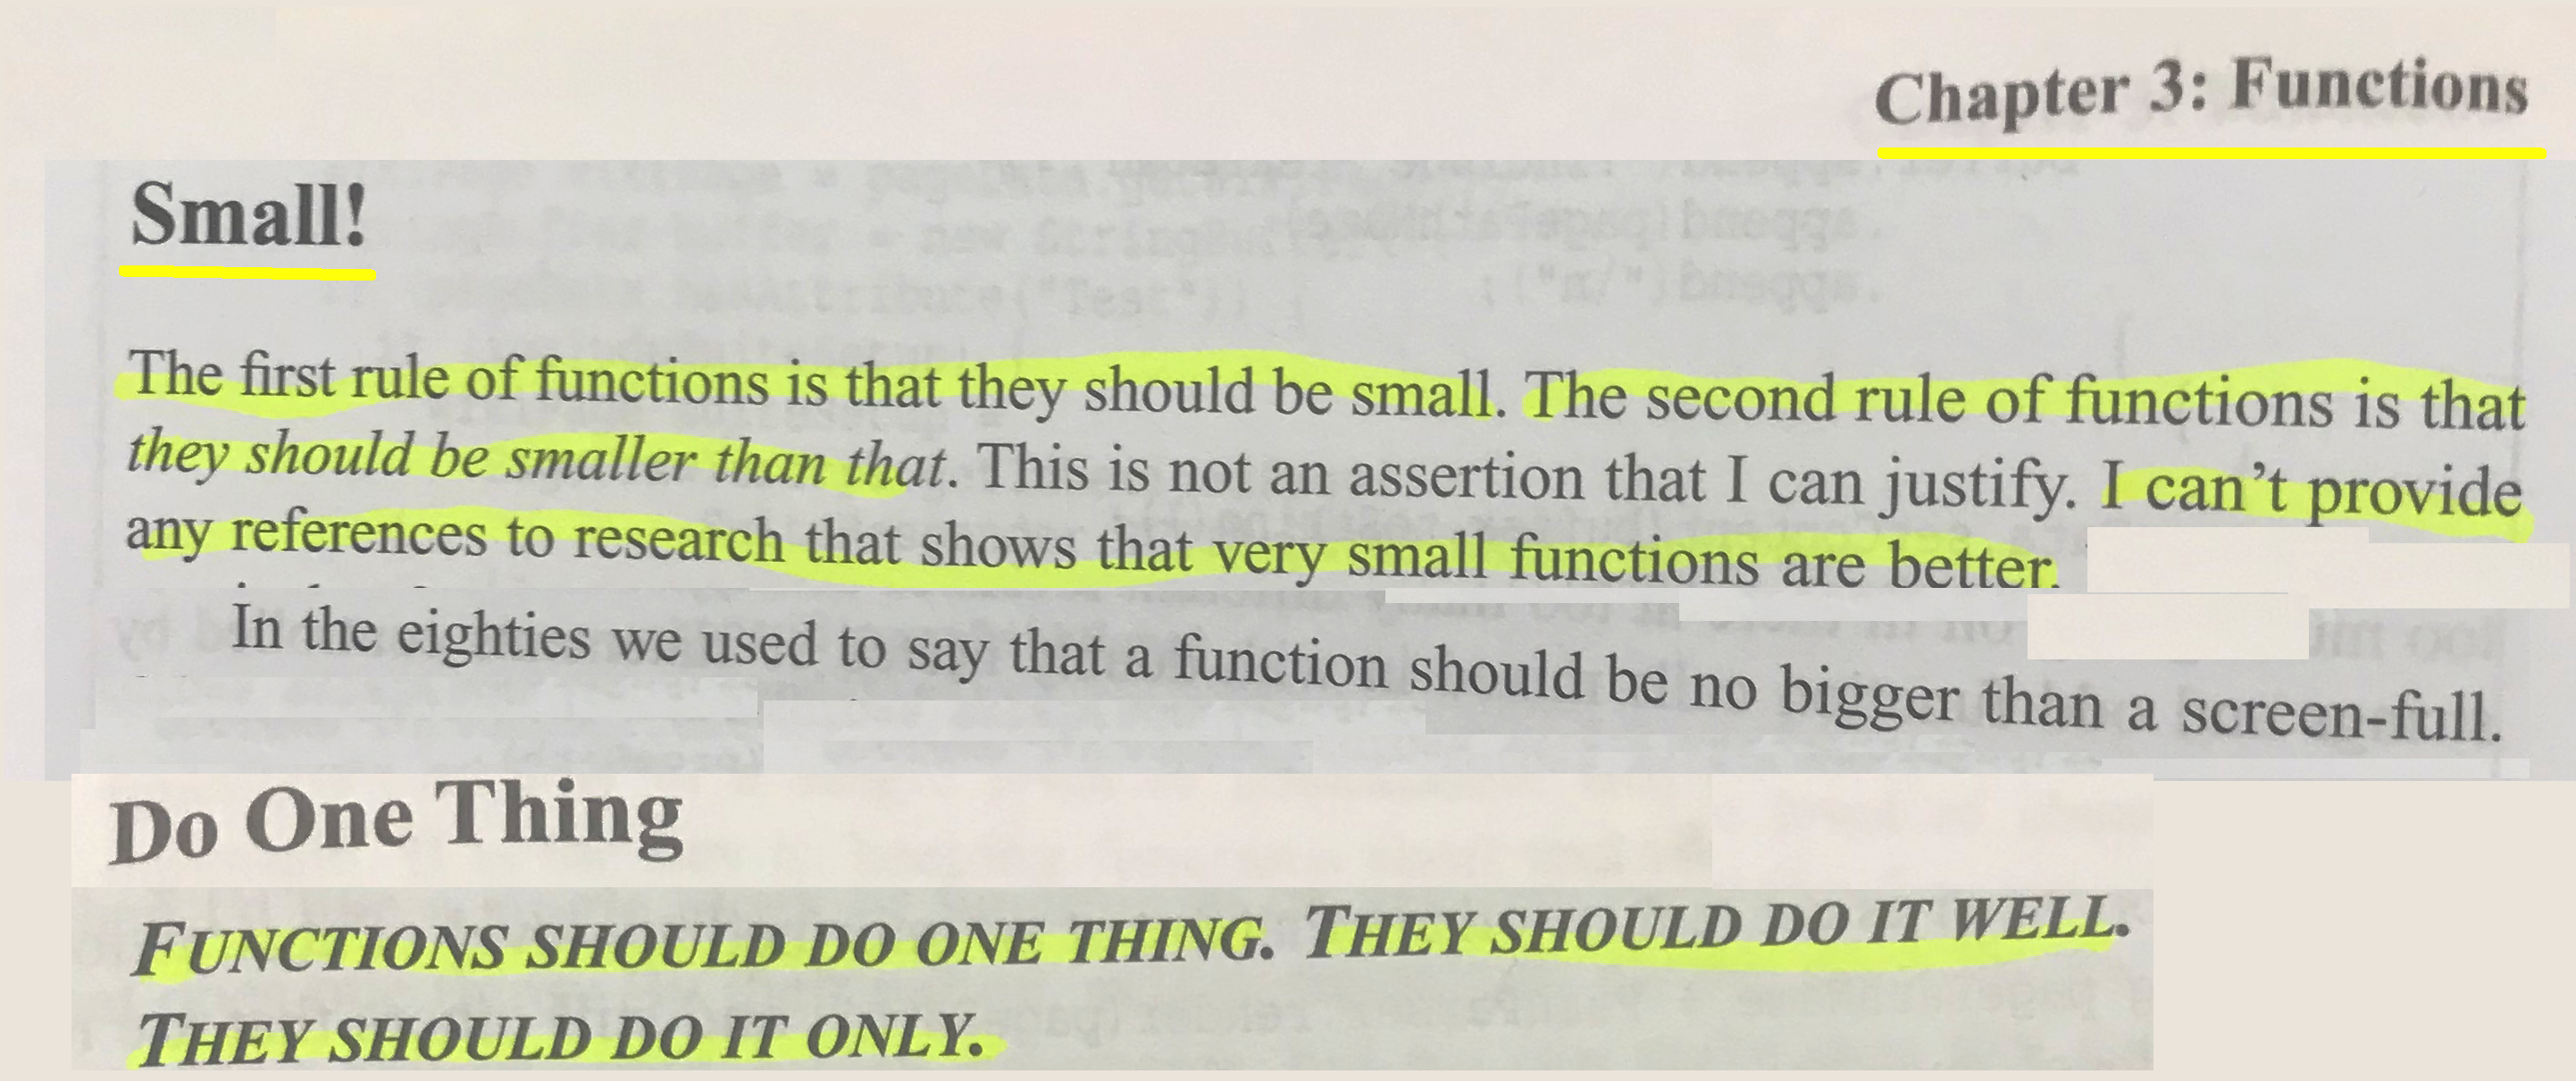 Chapter 3: Functions
Small!
The first rule of functions is that they should be small. The second rule of functions is that
they should be smaller than that. This is not an assertion that I can justify. I can’t provide
any references to research that shows that very small functions are better.
In the eighties we used to say that a function should be no bigger than a screen-full.
Do One Thing
FUNCTIONS SHOULD DO ONE THING. THEY SHOULD DO IT WELL.
THEY SHOULD DO IT ONLY.